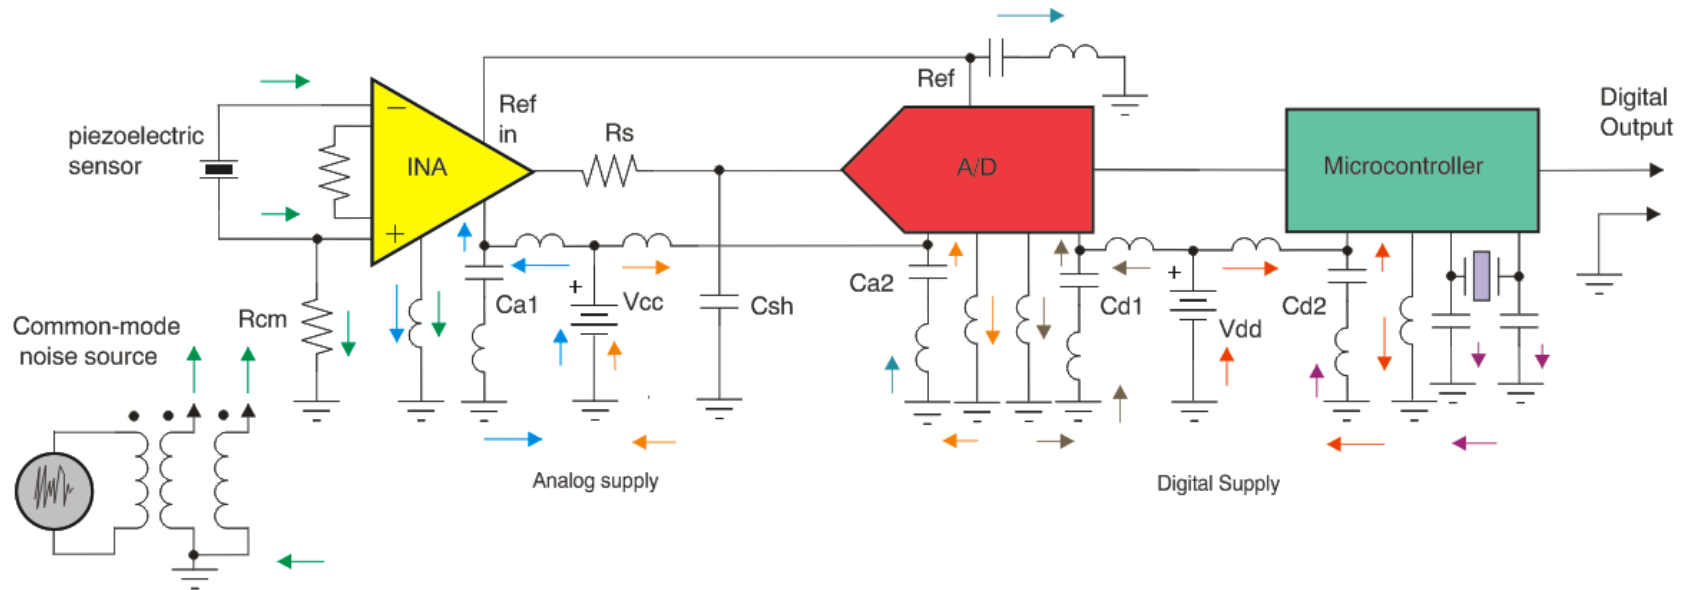 Ref
Ref
in
Digital
Output
piezoelectric
sensor
Rs
INA
A/D
Microcontroller
−
+
Ca2
+
Vcc
Ca1
Csh
+
Cd1
Cd2
Vdd
Rcm
Common-mode
noise source
Analog supply
Digital Supply